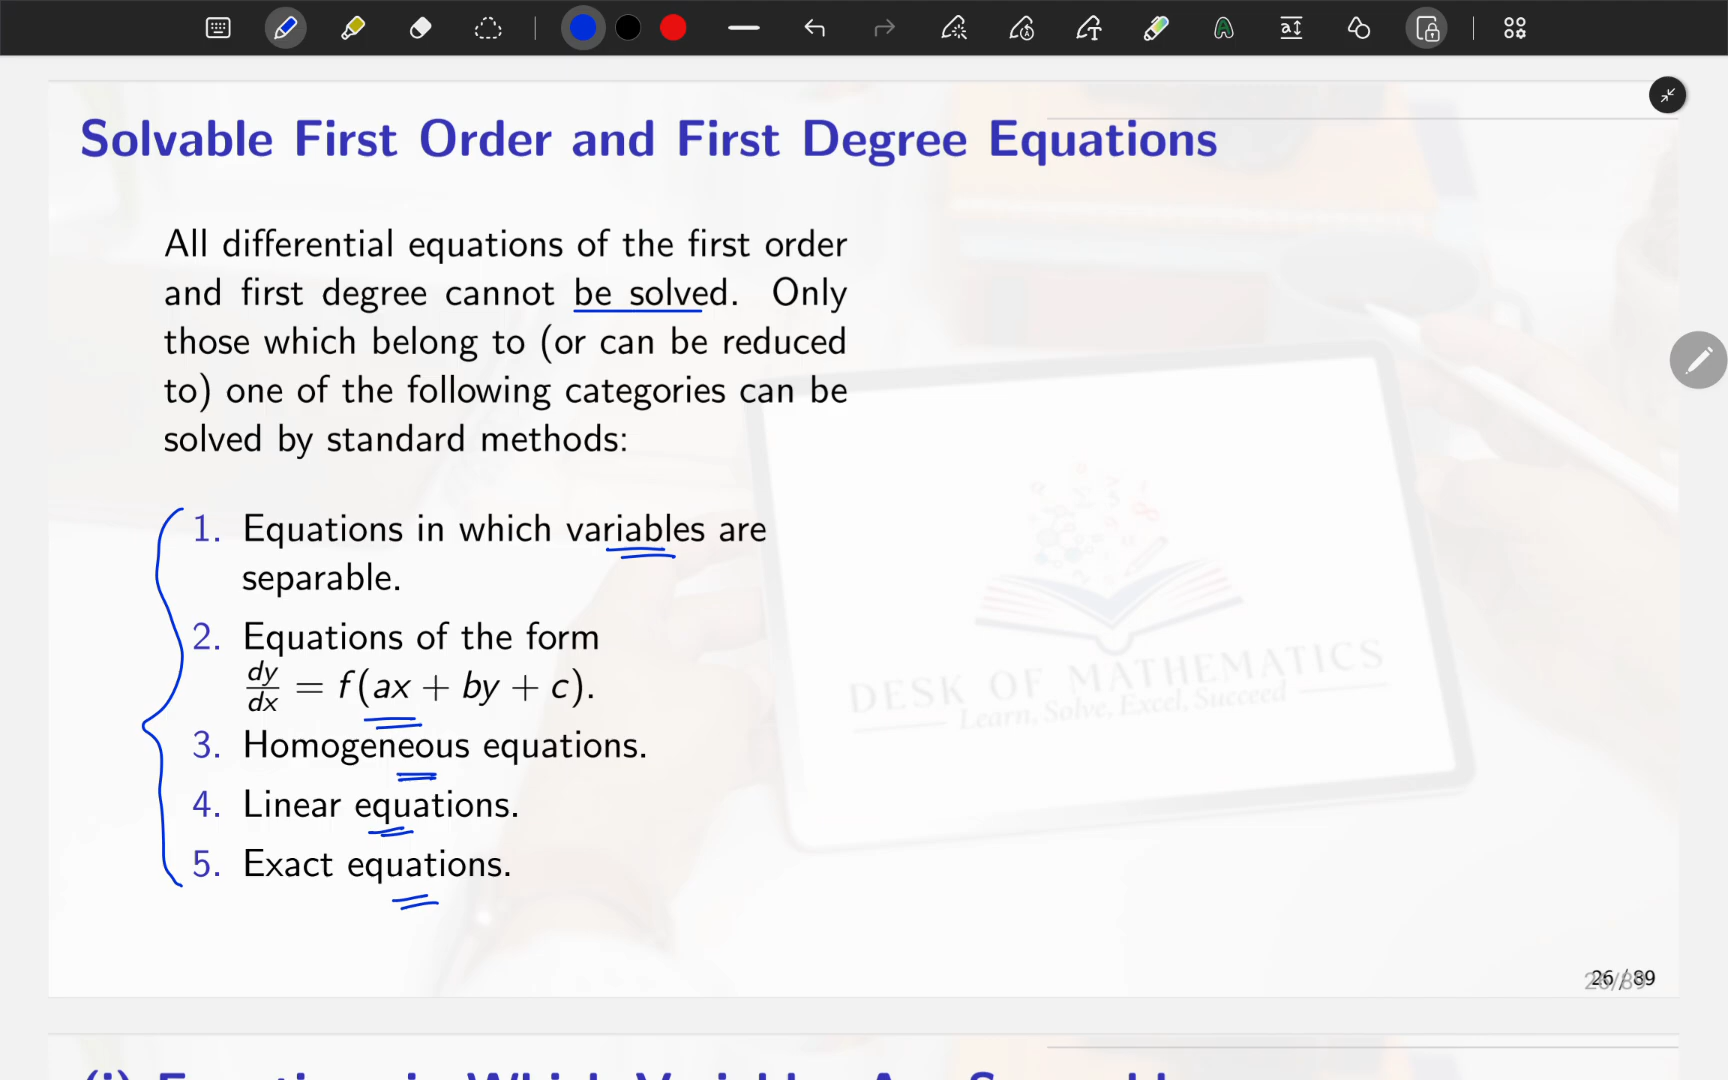 Solvable First Order and First Degree Equations
All differential equations of the first order
and first degree cannot be solved. Only
those which belong to (or can be reduced
to) one of the following categories can be
solved by standard methods:
1. Equations in which variables are
separable.
2. Equations of the form
dy/dx = f(ax + by + c).
3. Homogeneous equations.
4. Linear equations.
5. Exact equations.
DESK OF MATHEMATICS
Learn, Solve, Excel, Succeed
26 / 89
26/89